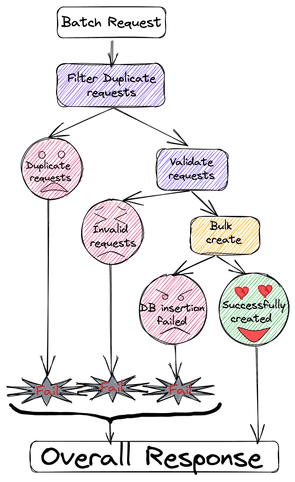 Batch Request
Filter Duplicate
requests
Duplicate
requests
Validate
requests
Invalid
requests
Bulk
create
DB insertion
failed
Successfully
created
Fail
Fail
Fail
Overall Response